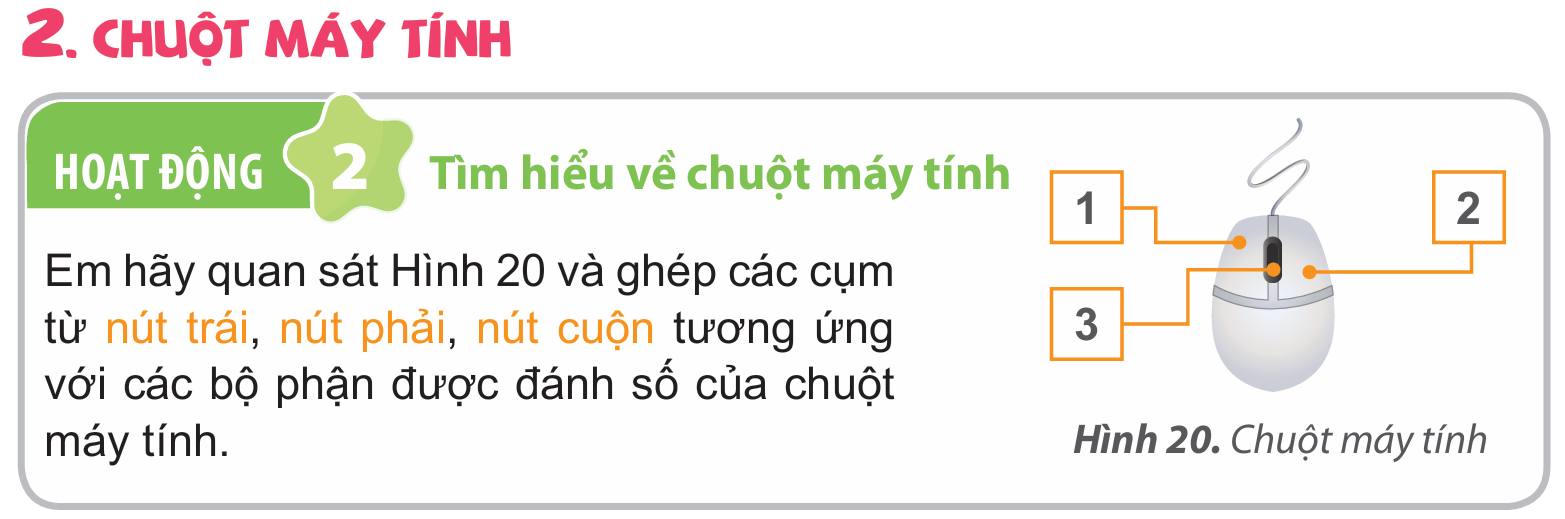 2. CHUỘT MÁY TÍNH
HOẠT ĐỘNG 2 Tìm hiểu về chuột máy tính
Em hãy quan sát Hình 20 và ghép các cụm
từ nút trái, nút phải, nút cuộn tương ứng
với các bộ phận được đánh số của chuột
máy tính.
1
2
3
Hình 20. Chuột máy tính